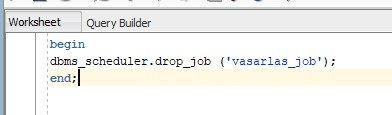 Worksheet Query Builder
begin
dbms_scheduler.drop_job ('vasarlas_job');
end;